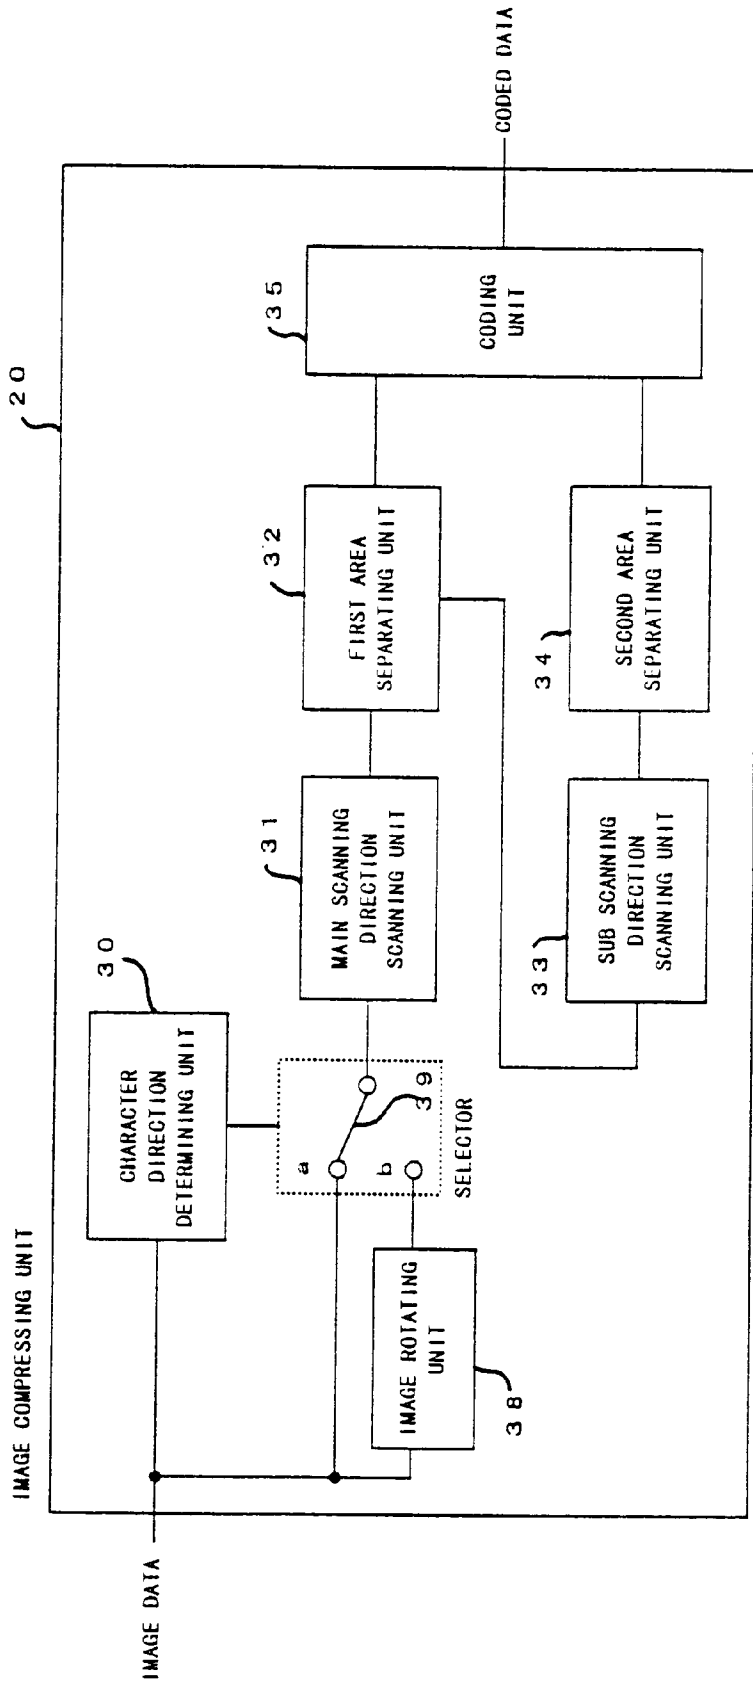 IMAGE COMPRESSING UNIT
20
IMAGE DATA
30
CHARACTER
DIRECTION
DETERMINING UNIT
a
b
39
SELECTOR
IMAGE ROTATING
UNIT
38
31
MAIN SCANNING
DIRECTION
SCANNING UNIT
32
FIRST AREA
SEPARATING UNIT
33
SUB SCANNING
DIRECTION
SCANNING UNIT
34
SECOND AREA
SEPARATING UNIT
35
CODING
UNIT
CODED DATA